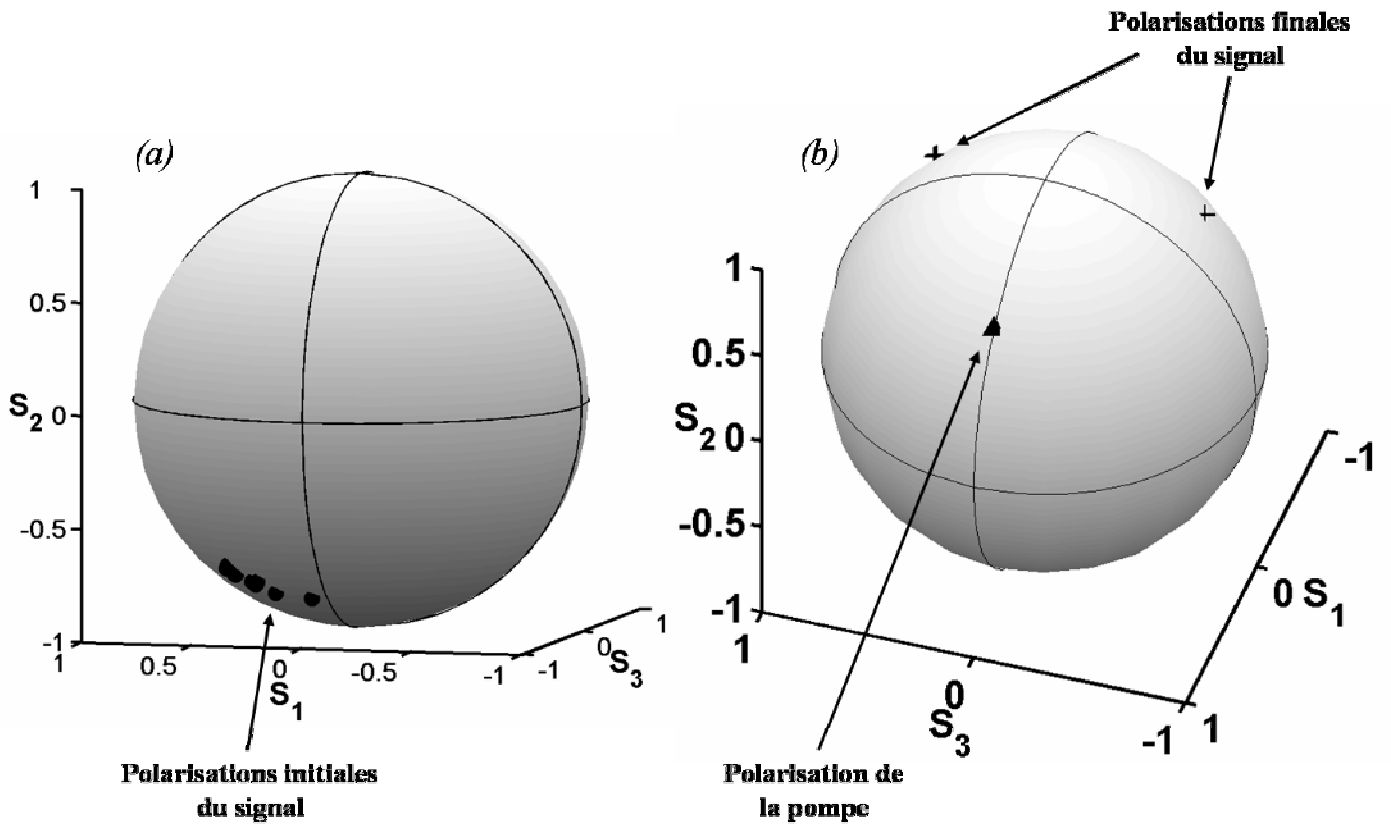 Polarisations finales
du signal
(a)
(b)
1
0.5
S2 0
-0.5
-1
1
0.5
0
-0.5
-1
S1
-1
0
1
S3
Polarisations initiales
du signal
1
0.5
S2 0
-0.5
-1
1
0
-1
S3
-1
0 S1
1
Polarisation de
la pompe